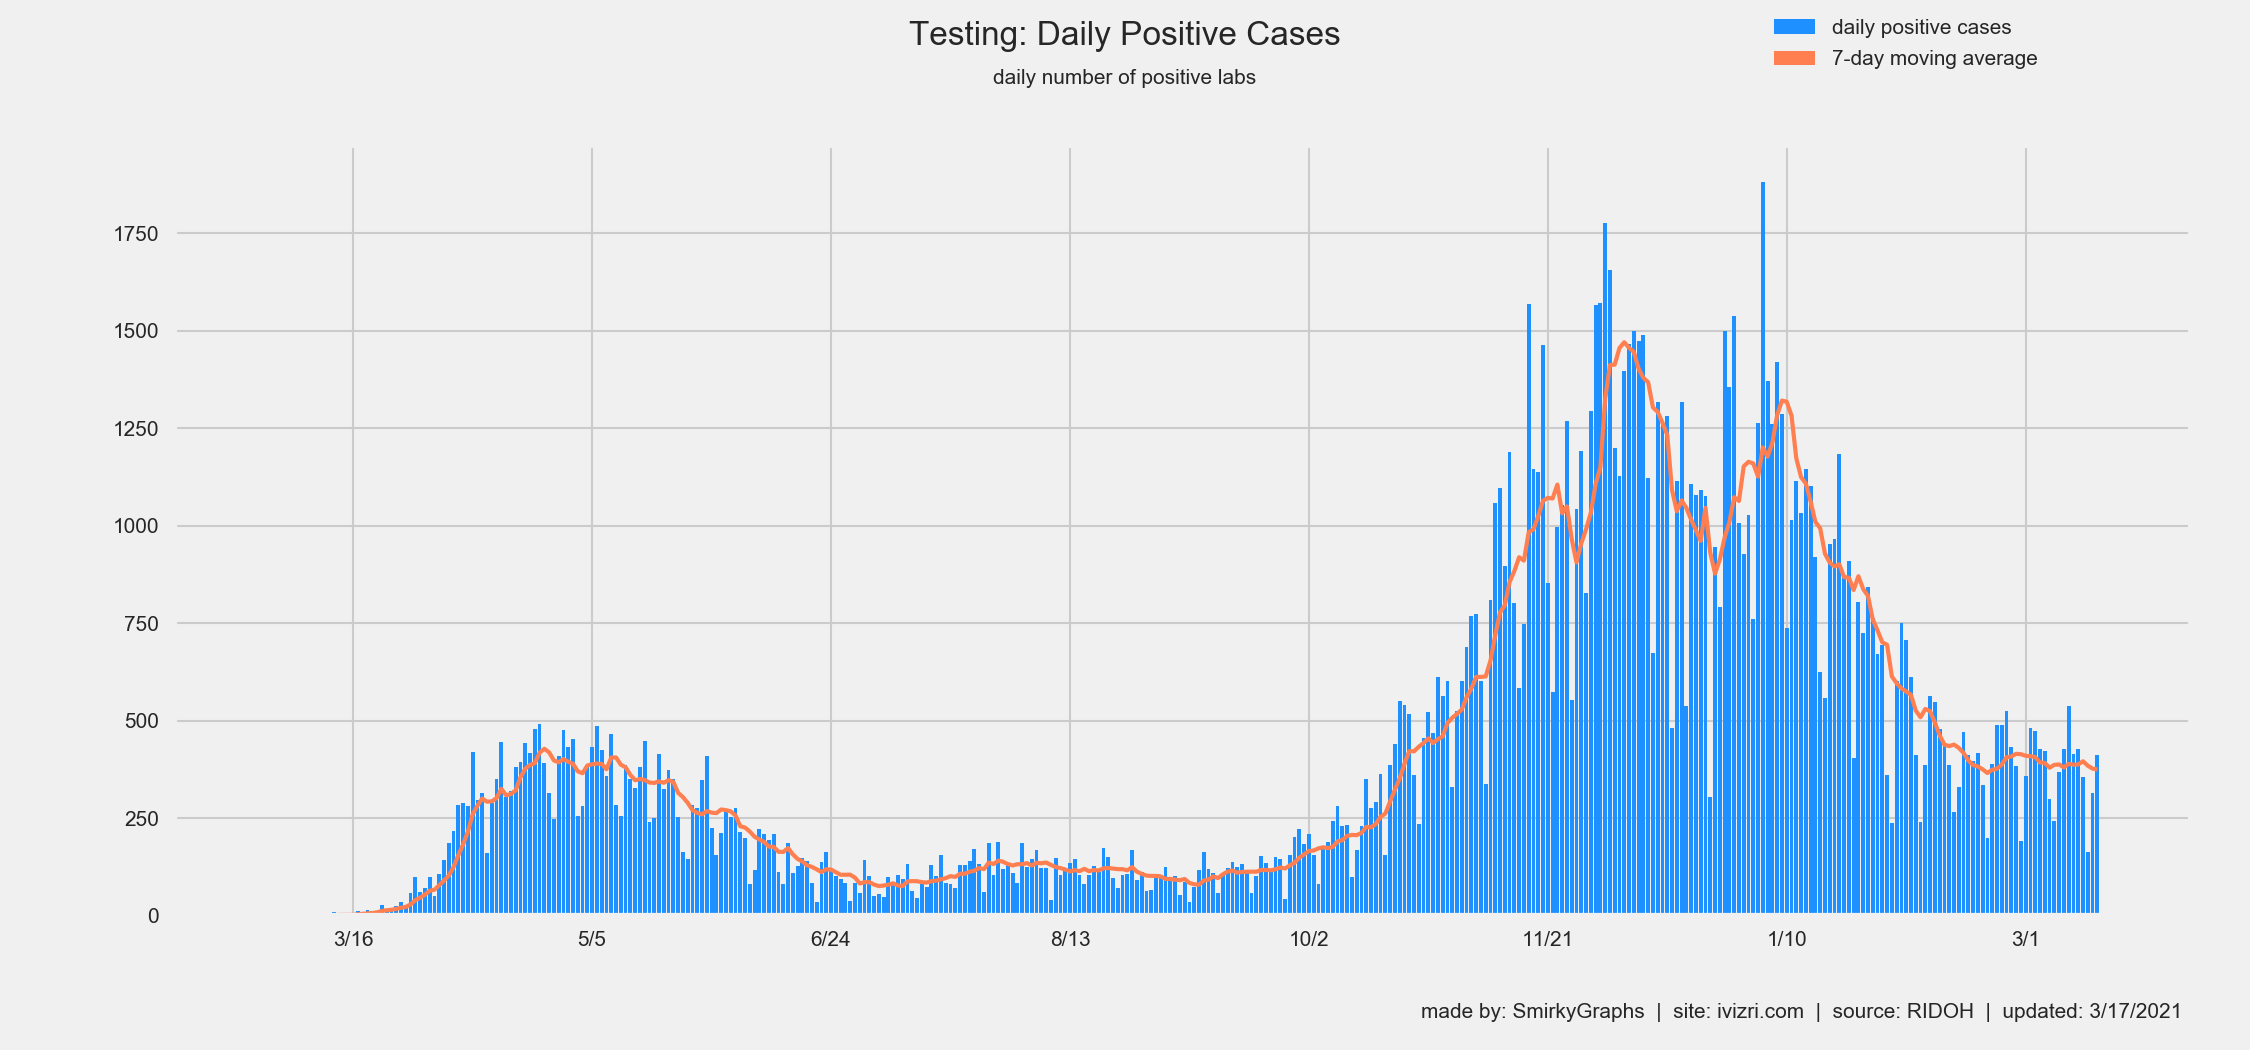 Testing: Daily Positive Cases
daily number of positive labs
daily positive cases
7-day moving average
1750
1500
1250
1000
750
500
250
0
3/16 5/5 6/24 8/13 10/2 11/21 1/10 3/1
made by: SmirkyGraphs | site: ivizri.com | source: RIDOH | updated: 3/17/2021